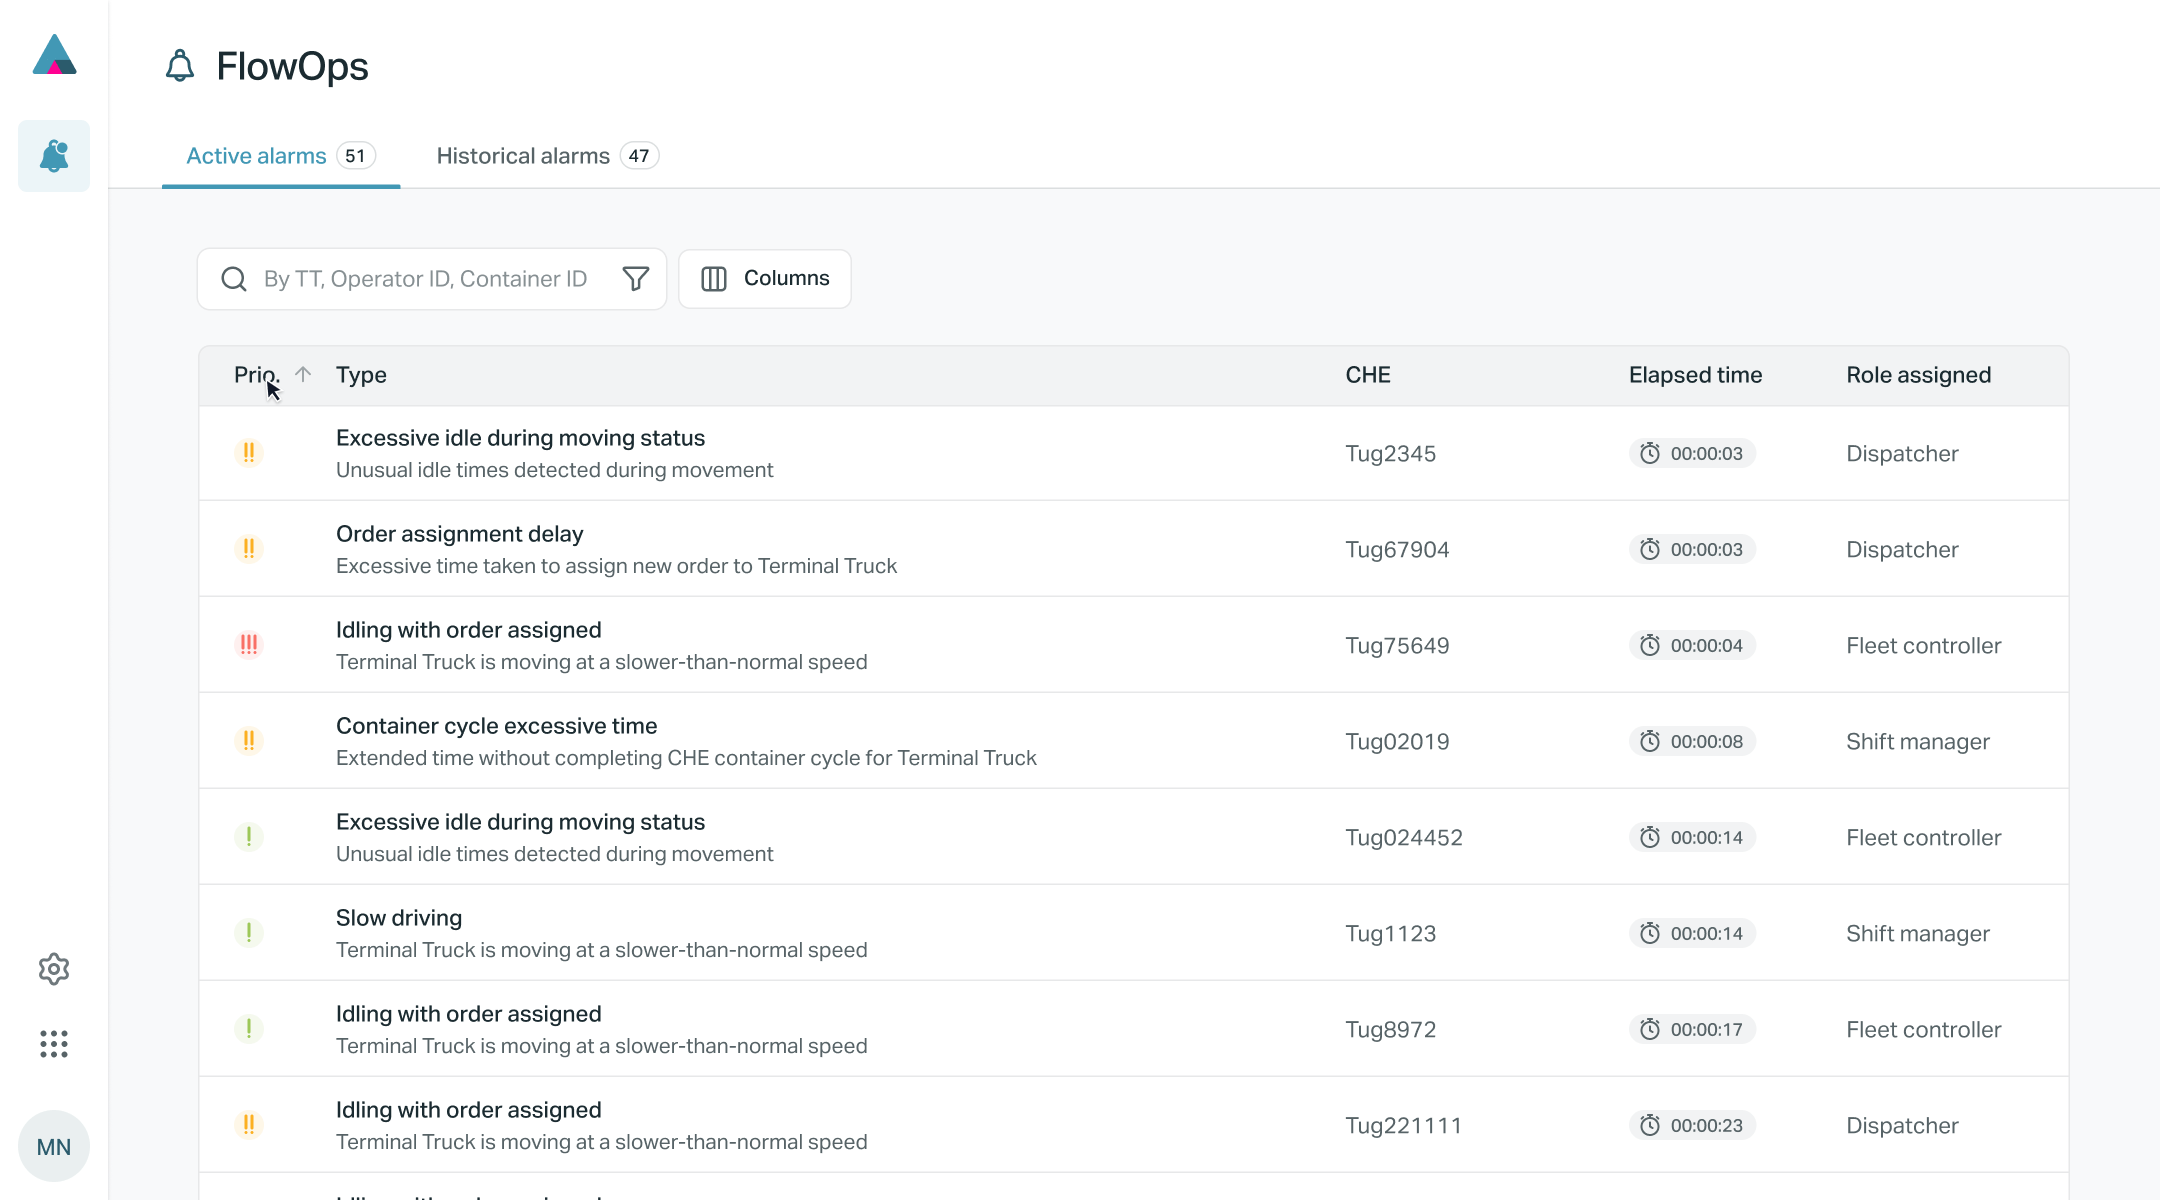 FlowOps
Active alarms 51 Historical alarms 47
By TT, Operator ID, Container ID Columns
Prio. Type CHE Elapsed time Role assigned
!! Excessive idle during moving status
Unusual idle times detected during movement
Tug2345 00:00:03 Dispatcher
!! Order assignment delay
Excessive time taken to assign new order to Terminal Truck
Tug67904 00:00:03 Dispatcher
!!! Idling with order assigned
Terminal Truck is moving at a slower-than-normal speed
Tug75649 00:00:04 Fleet controller
!! Container cycle excessive time
Extended time without completing CHE container cycle for Terminal Truck
Tug02019 00:00:08 Shift manager
! Excessive idle during moving status
Unusual idle times detected during movement
Tug024452 00:00:14 Fleet controller
! Slow driving
Terminal Truck is moving at a slower-than-normal speed
Tug1123 00:00:14 Shift manager
! Idling with order assigned
Terminal Truck is moving at a slower-than-normal speed
Tug8972 00:00:17 Fleet controller
!! Idling with order assigned
Terminal Truck is moving at a slower-than-normal speed
Tug221111 00:00:23 Dispatcher
MN